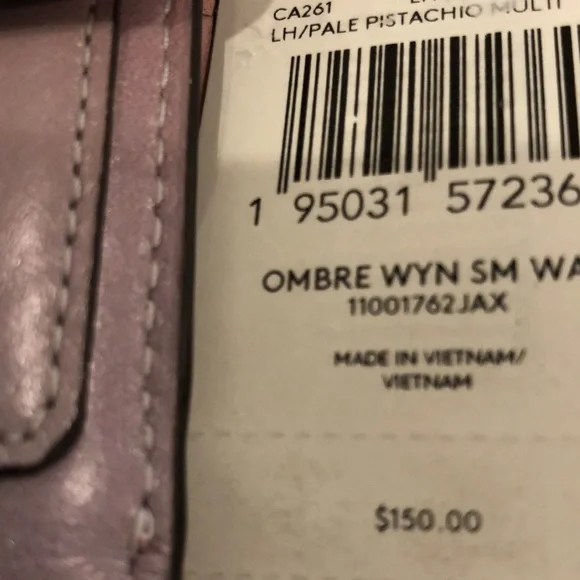 CA261
LH/PALE PISTACHIO MULTI
1 95031 57236
OMBRE WYN SM WA
11001762JAX
MADE IN VIETNAM/
VIETNAM
$150.00